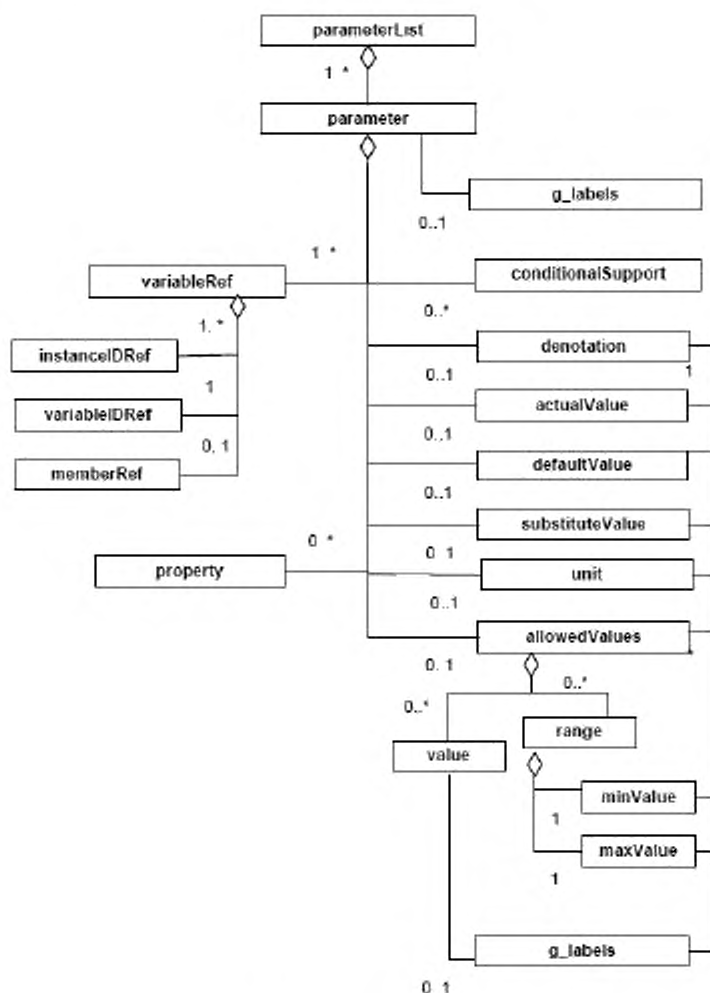 parameterList
1 *
parameter
g_labels
0..1
1 *
variableRef
conditionalSupport
0..*
1. *
instanceIDRef
denotation
1
0..1
1
variableIDRef
actualValue
0..1
0, 1
memberRef
defaultValue
0..1
substituteValue
0 *
0 1
property
unit
0..1
allowedValues
*
0. 1
0..*
0..*
range
value
minValue
1
maxValue
1
g_labels
0 1